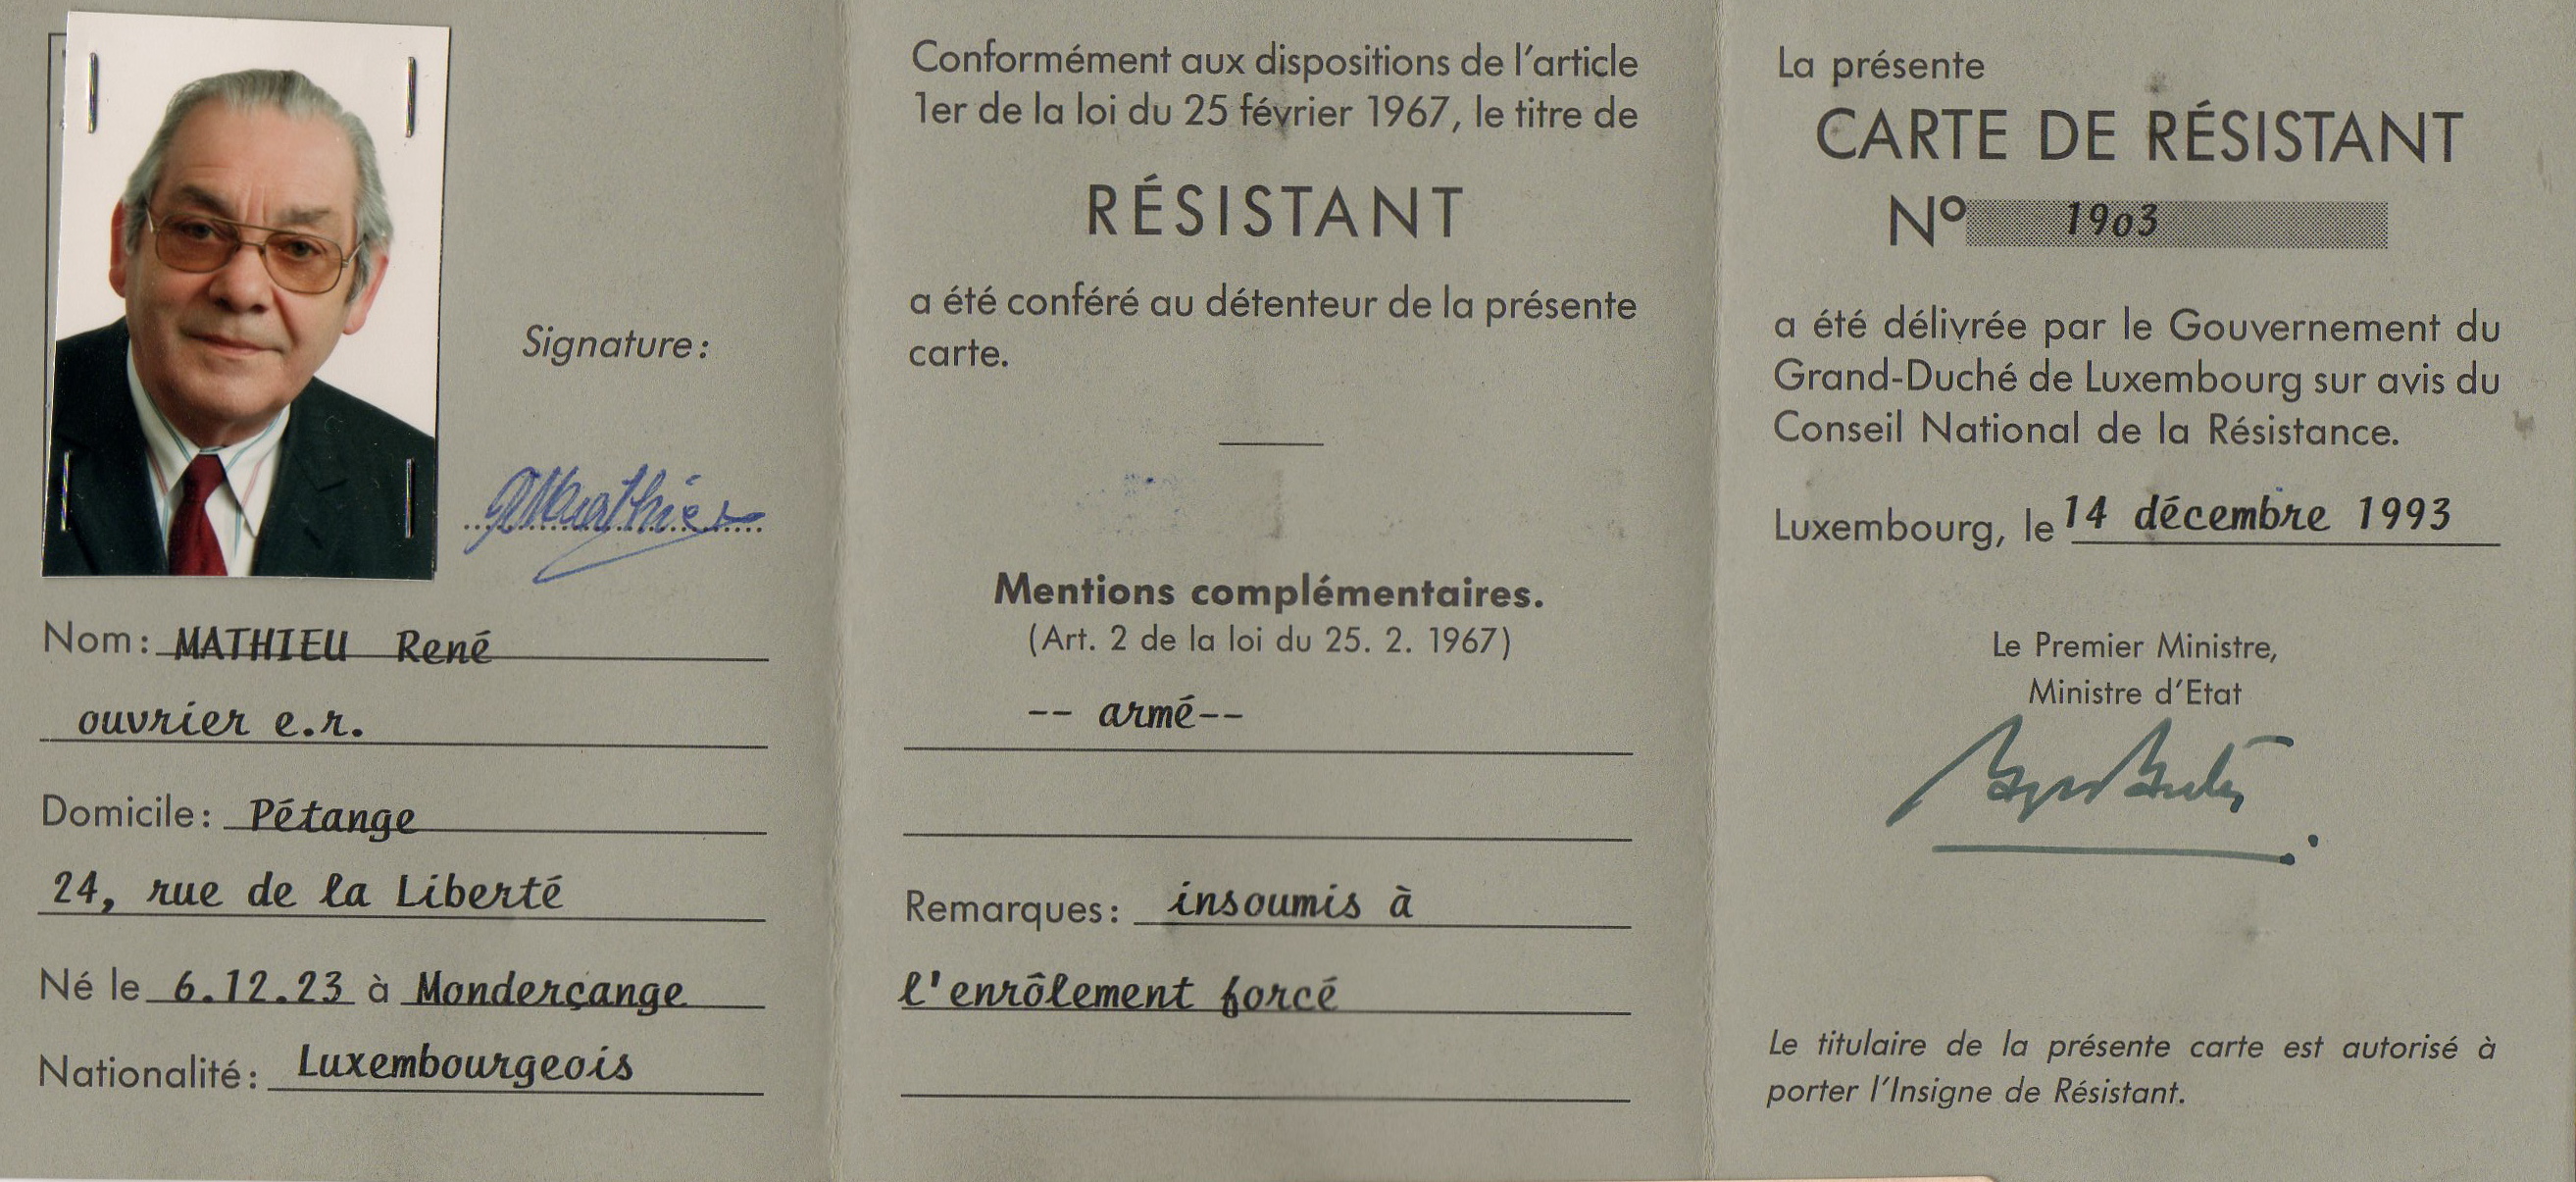 Signature:
Nom: MATHIEU René
ouvrier e.r.
Domicile: Pétange
24, rue de la Liberté
Né le 6.12.23 à Monderçange
Nationalité: Luxembourgeois
Conformément aux dispositions de l'article
1er de la loi du 25 février 1967, le titre de
RÉSISTANT
a été conféré au détenteur de la présente
carte.
Mentions complémentaires.
(Art. 2 de la loi du 25. 2. 1967)
-- armé--
Remarques: insoumis à
l'enrôlement forcé
La présente
CARTE DE RÉSISTANT
Nº 1903
a été délivrée par le Gouvernement du
Grand-Duché de Luxembourg sur avis du
Conseil National de la Résistance.
Luxembourg, le 14 décembre 1993
Le Premier Ministre,
Ministre d'Etat
Le titulaire de la présente carte est autorisé à
porter l'Insigne de Résistant.